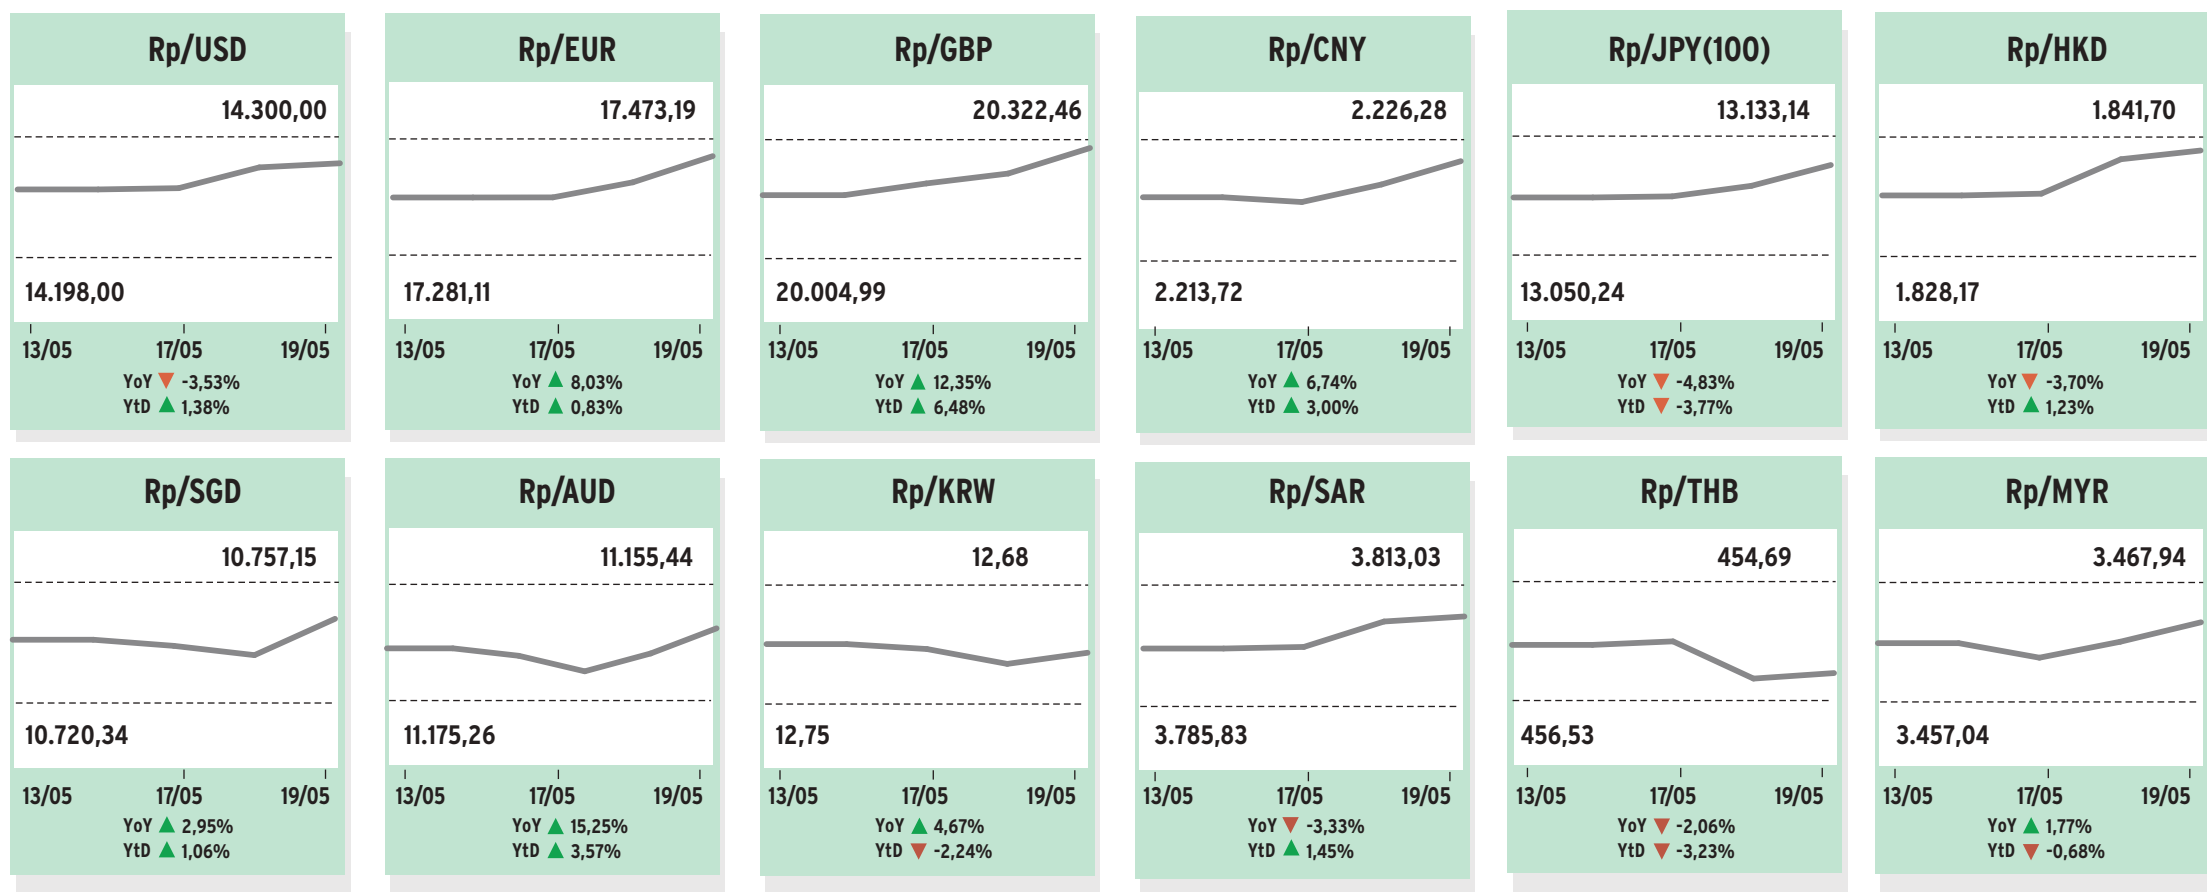 Rp/USD
14.300,00
14.198,00
13/05 17/05 19/05
YoY ▼ -3,53%
YtD ▲ 1,38%
Rp/EUR
17.473,19
17.281,11
13/05 17/05 19/05
YoY ▲ 8,03%
YtD ▲ 0,83%
Rp/GBP
20.322,46
20.004,99
13/05 17/05 19/05
YoY ▲ 12,35%
YtD ▲ 6,48%
Rp/CNY
2.226,28
2.213,72
13/05 17/05 19/05
YoY ▲ 6,74%
YtD ▲ 3,00%
Rp/JPY(100)
13.133,14
13.050,24
13/05 17/05 19/05
YoY ▼ -4,83%
YtD ▼ -3,77%
Rp/HKD
1.841,70
1.828,17
13/05 17/05 19/05
YoY ▼ -3,70%
YtD ▲ 1,23%
Rp/SGD
10.757,15
10.720,34
13/05 17/05 19/05
YoY ▲ 2,95%
YtD ▲ 1,06%
Rp/AUD
11.155,44
11.175,26
13/05 17/05 19/05
YoY ▲ 15,25%
YtD ▲ 3,57%
Rp/KRW
12,68
12,75
13/05 17/05 19/05
YoY ▲ 4,67%
YtD ▼ -2,24%
Rp/SAR
3.813,03
3.785,83
13/05 17/05 19/05
YoY ▼ -3,33%
YtD ▲ 1,45%
Rp/THB
454,69
456,53
13/05 17/05 19/05
YoY ▼ -2,06%
YtD ▼ -3,23%
Rp/MYR
3.467,94
3.457,04
13/05 17/05 19/05
YoY ▲ 1,77%
YtD ▼ -0,68%